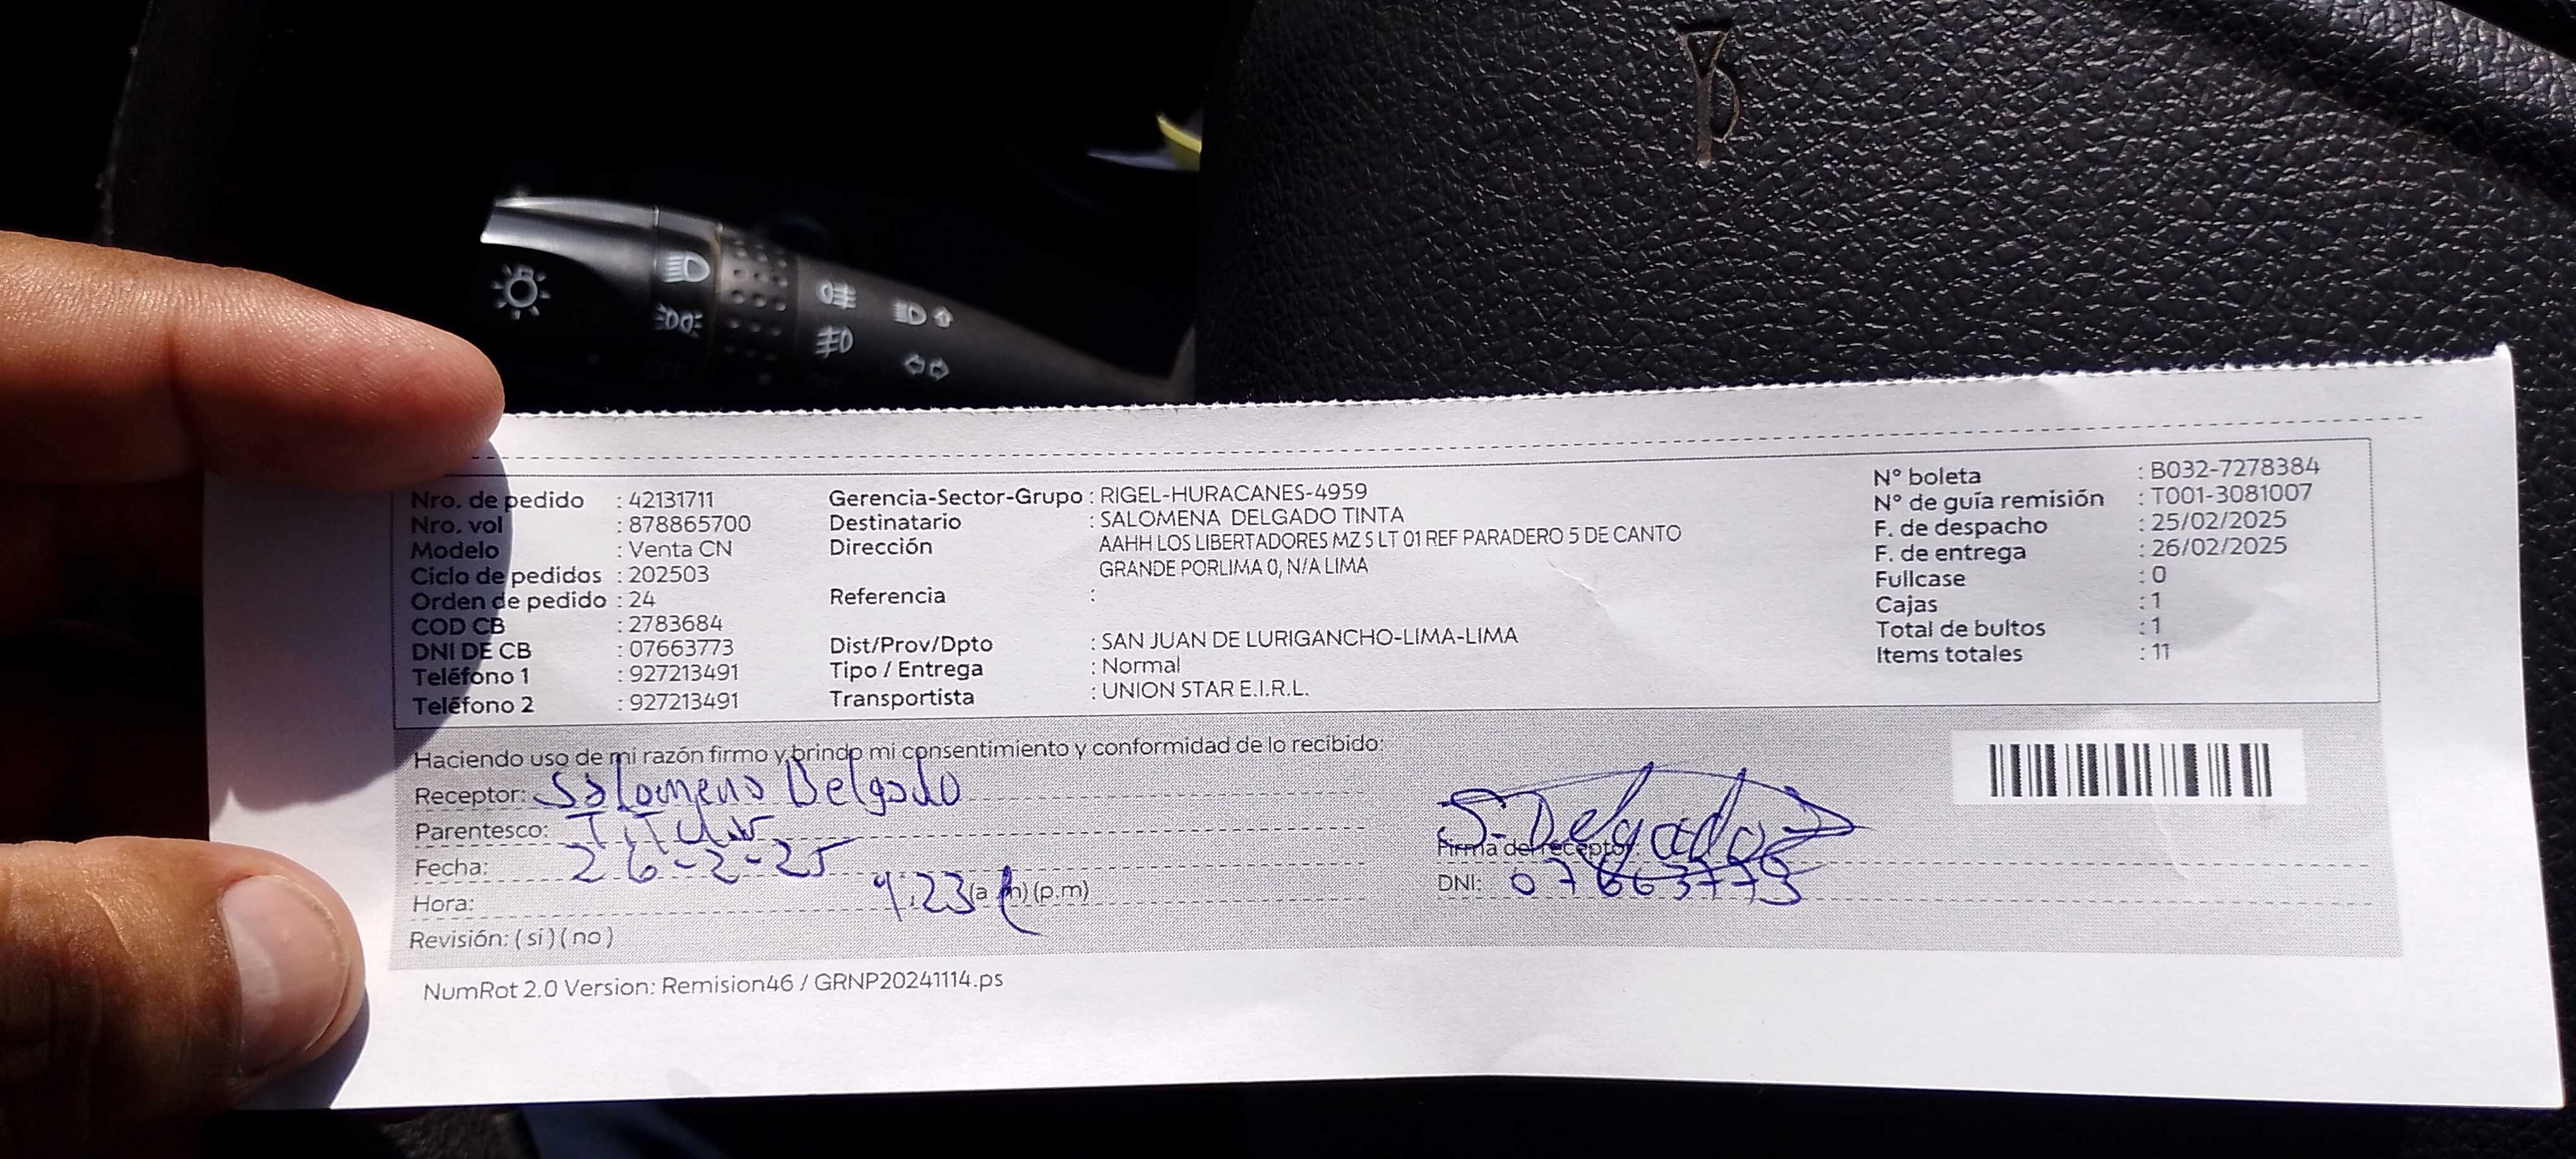 Nro. de pedido : 42131711
Nro. vol : 878865700
Modelo : Venta CN
Ciclo de pedidos : 202503
Orden de pedido : 24
COD CB : 2783684
DNI DE CB : 07663773
Teléfono 1 : 927213491
Teléfono 2 : 927213491
Gerencia-Sector-Grupo : RIGEL-HURACANES-4959
Destinatario : SALOMENA DELGADO TINTA
Dirección AAHH LOS LIBERTADORES MZ S LT 01 REF PARADERO 5 DE CANTO
GRANDE PORLIMA 0, N/A LIMA
Referencia :
Dist/Prov/Dpto : SAN JUAN DE LURIGANCHO-LIMA-LIMA
Tipo / Entrega : Normal
Transportista : UNION STAR E.I.R.L.
N° boleta : B032-7278384
N° de guía remisión : T001-3081007
F. de despacho : 25/02/2025
F. de entrega : 26/02/2025
Fullcase : 0
Cajas : 1
Total de bultos : 1
Items totales : 11
Haciendo uso de mi razón firmo y brindo mi consentimiento y conformidad de lo recibido:
Receptor: Salomena Delgado
Parentesco: Titular
Fecha: 26-2-25
Hora: 9:23 (a.m) (p.m)
Revisión: ( si ) ( no )
S. Delgado
Firma del receptor:
DNI: 07663773
NumRot 2.0 Version: Remision46 / GRNP20241114.ps